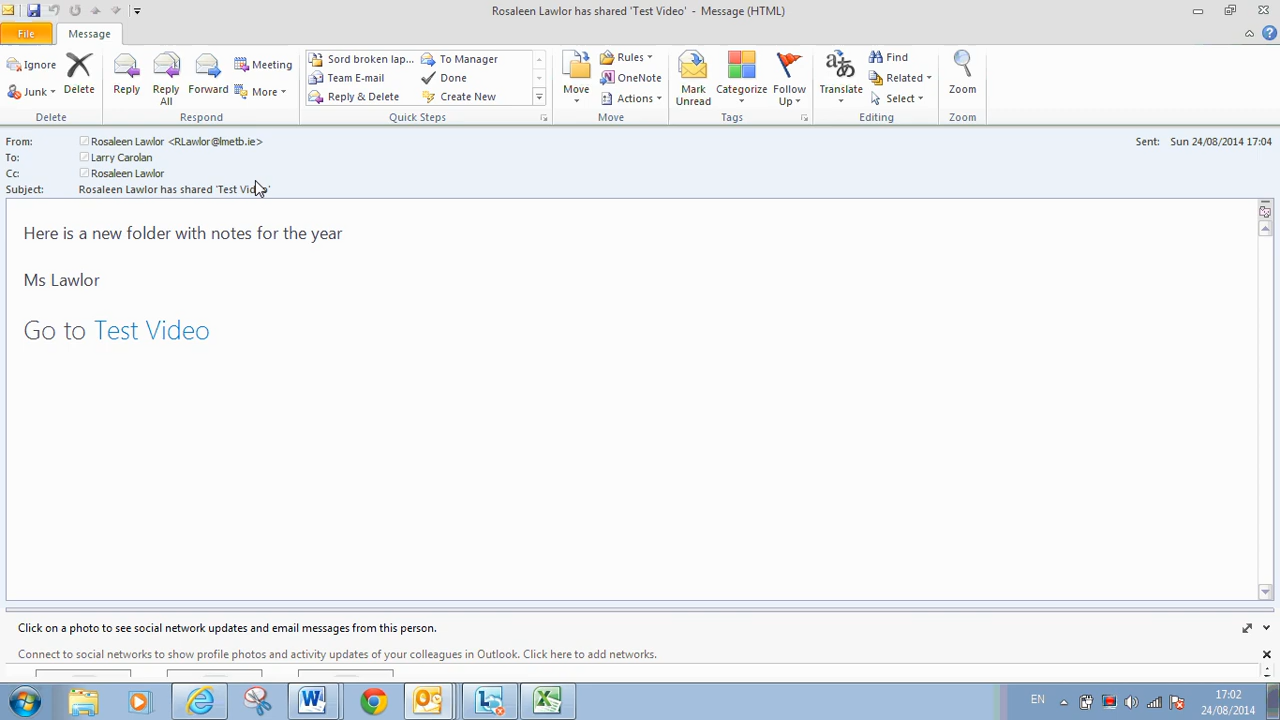 Rosaleen Lawlor has shared 'Test Video' - Message (HTML)
File Message
Ignore Delete Reply Reply All Forward Meeting Sord broken lap... To Manager Move Rules Mark Unread Categorize Follow Up Translate Find Zoom
Team E-mail Done OneNote Related
Junk More Reply & Delete Create New Actions Select
Delete Respond Quick Steps Move Tags Editing Zoom
From: Rosaleen Lawlor <RLawlor@lmetb.ie> Sent: Sun 24/08/2014 17:04
To: Larry Carolan
Cc: Rosaleen Lawlor
Subject: Rosaleen Lawlor has shared 'Test Video'
Here is a new folder with notes for the year
Ms Lawlor
Go to Test Video
Click on a photo to see social network updates and email messages from this person.
Connect to social networks to show profile photos and activity updates of your colleagues in Outlook. Click here to add networks.
EN 17:02
24/08/2014